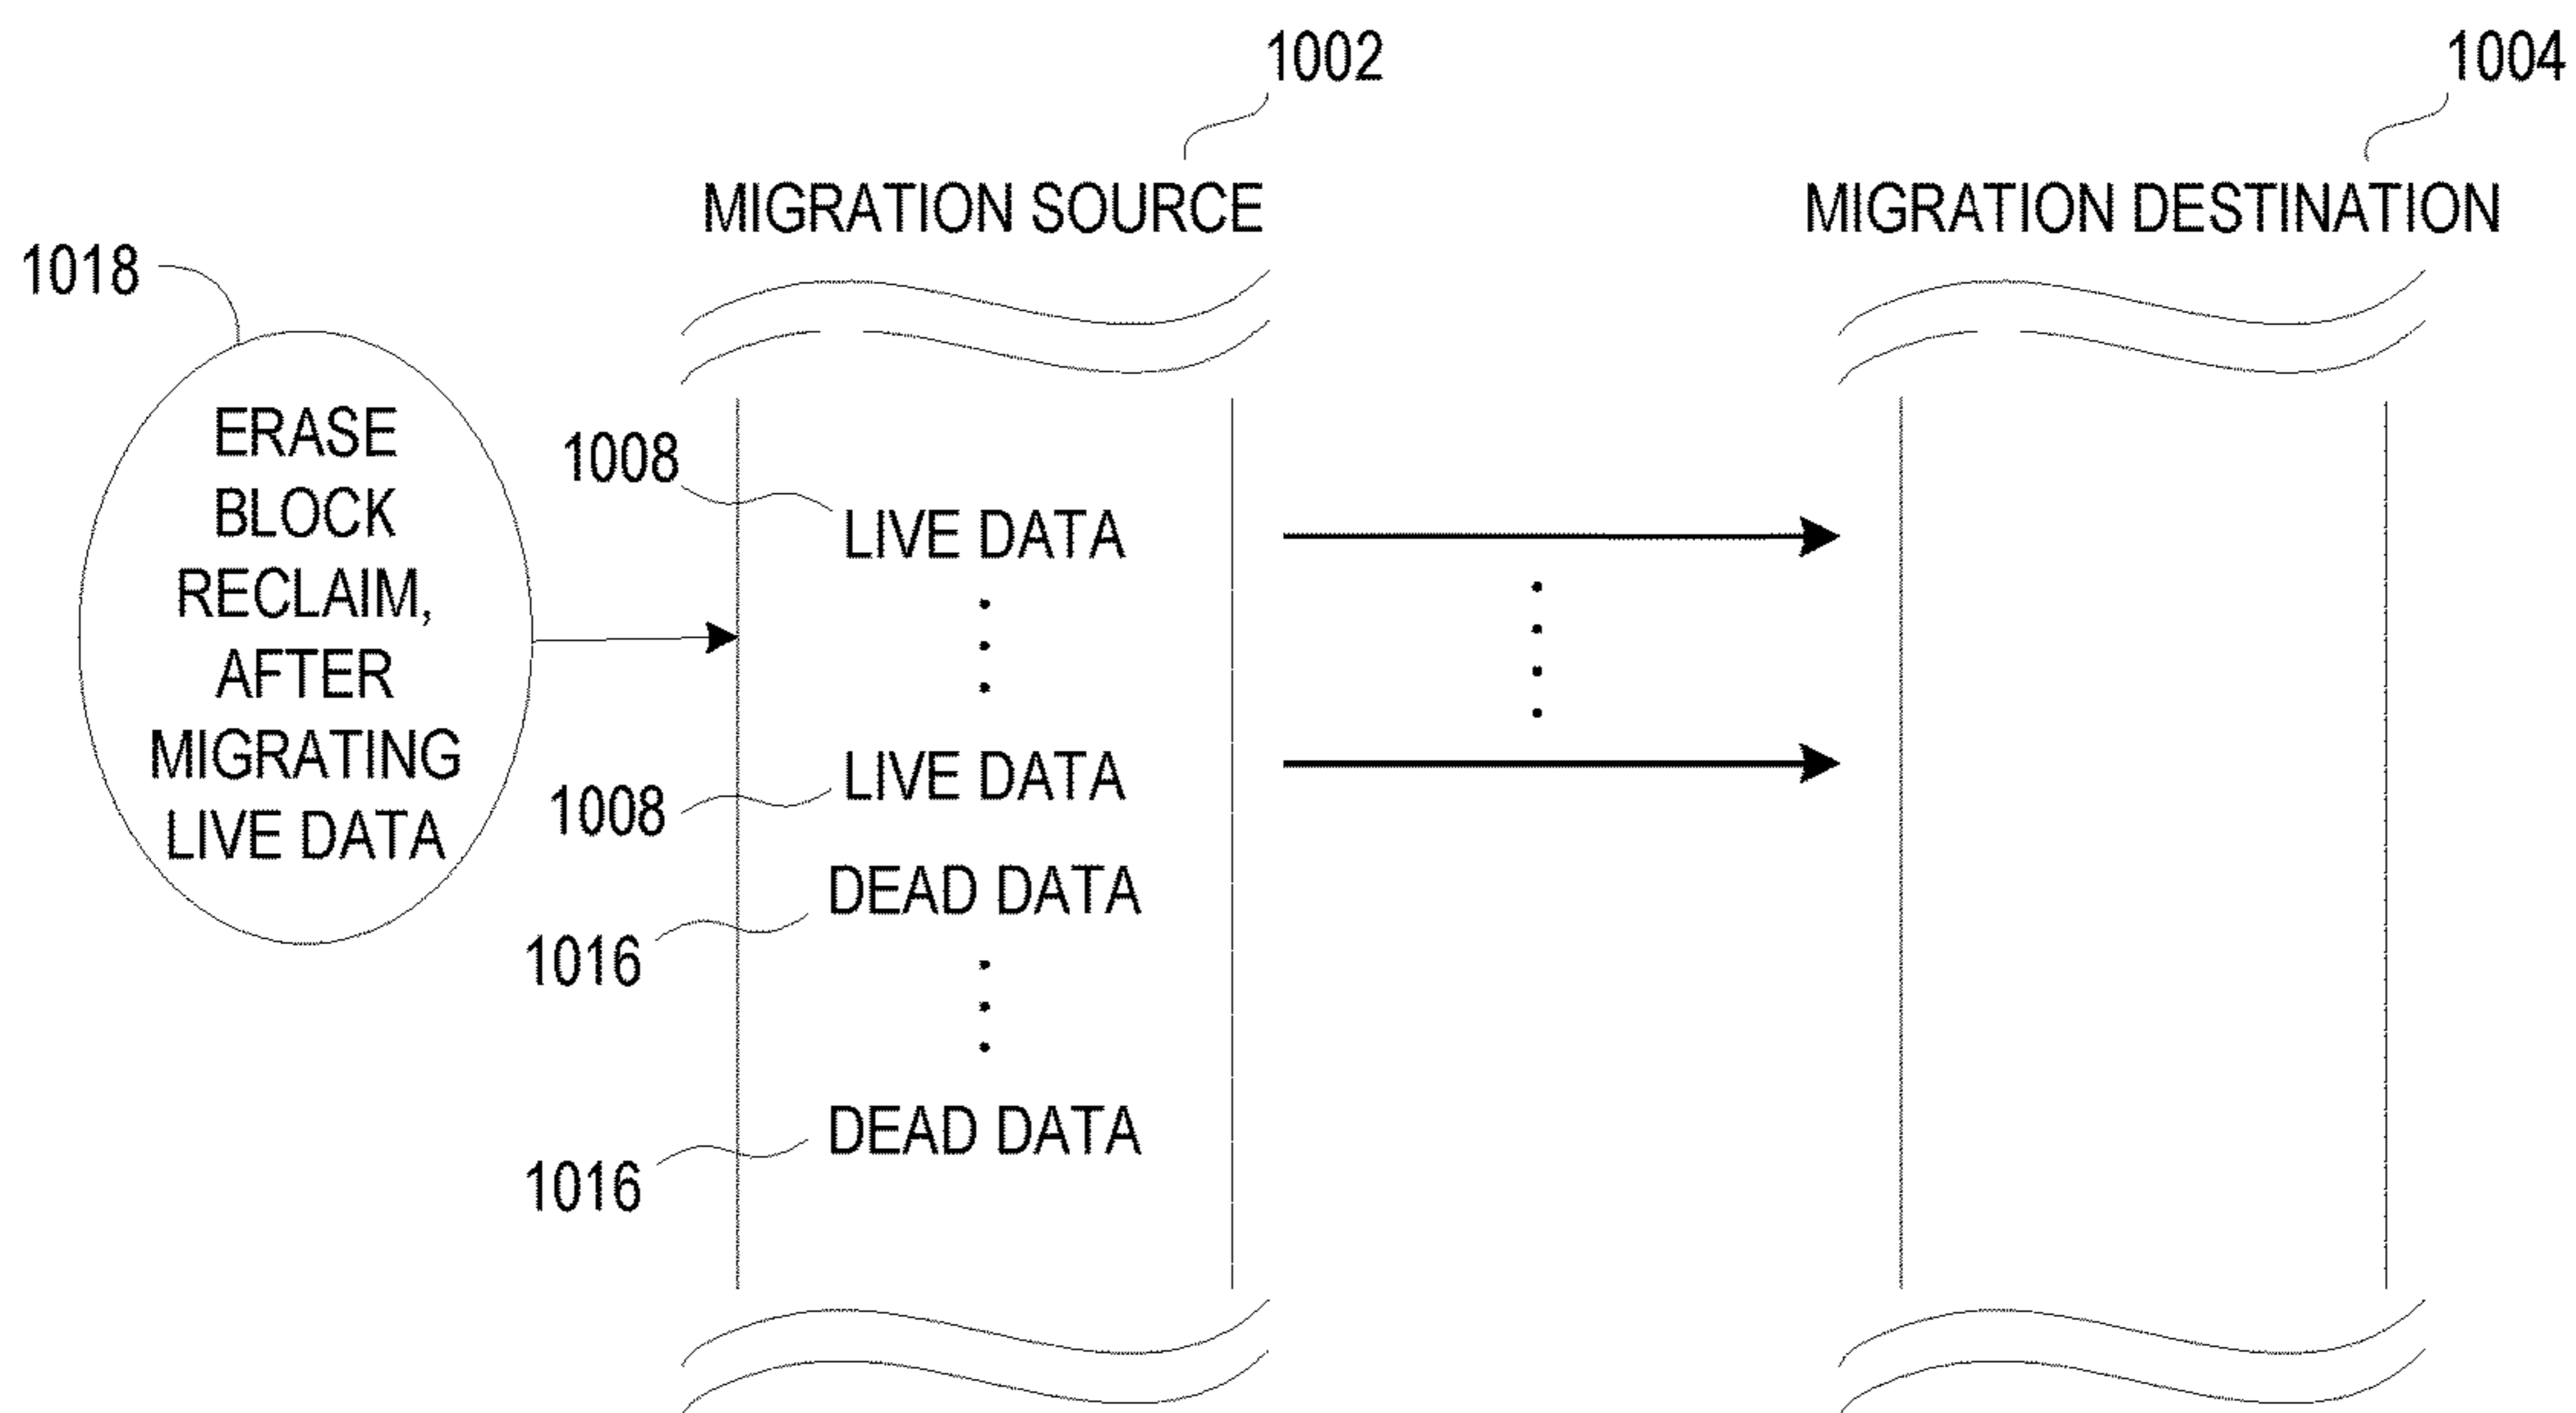 1002
1004
MIGRATION SOURCE
MIGRATION DESTINATION
1018
ERASE
BLOCK
RECLAIM,
AFTER
MIGRATING
LIVE DATA
1008
LIVE DATA
LIVE DATA
1008
DEAD DATA
1016
DEAD DATA
1016